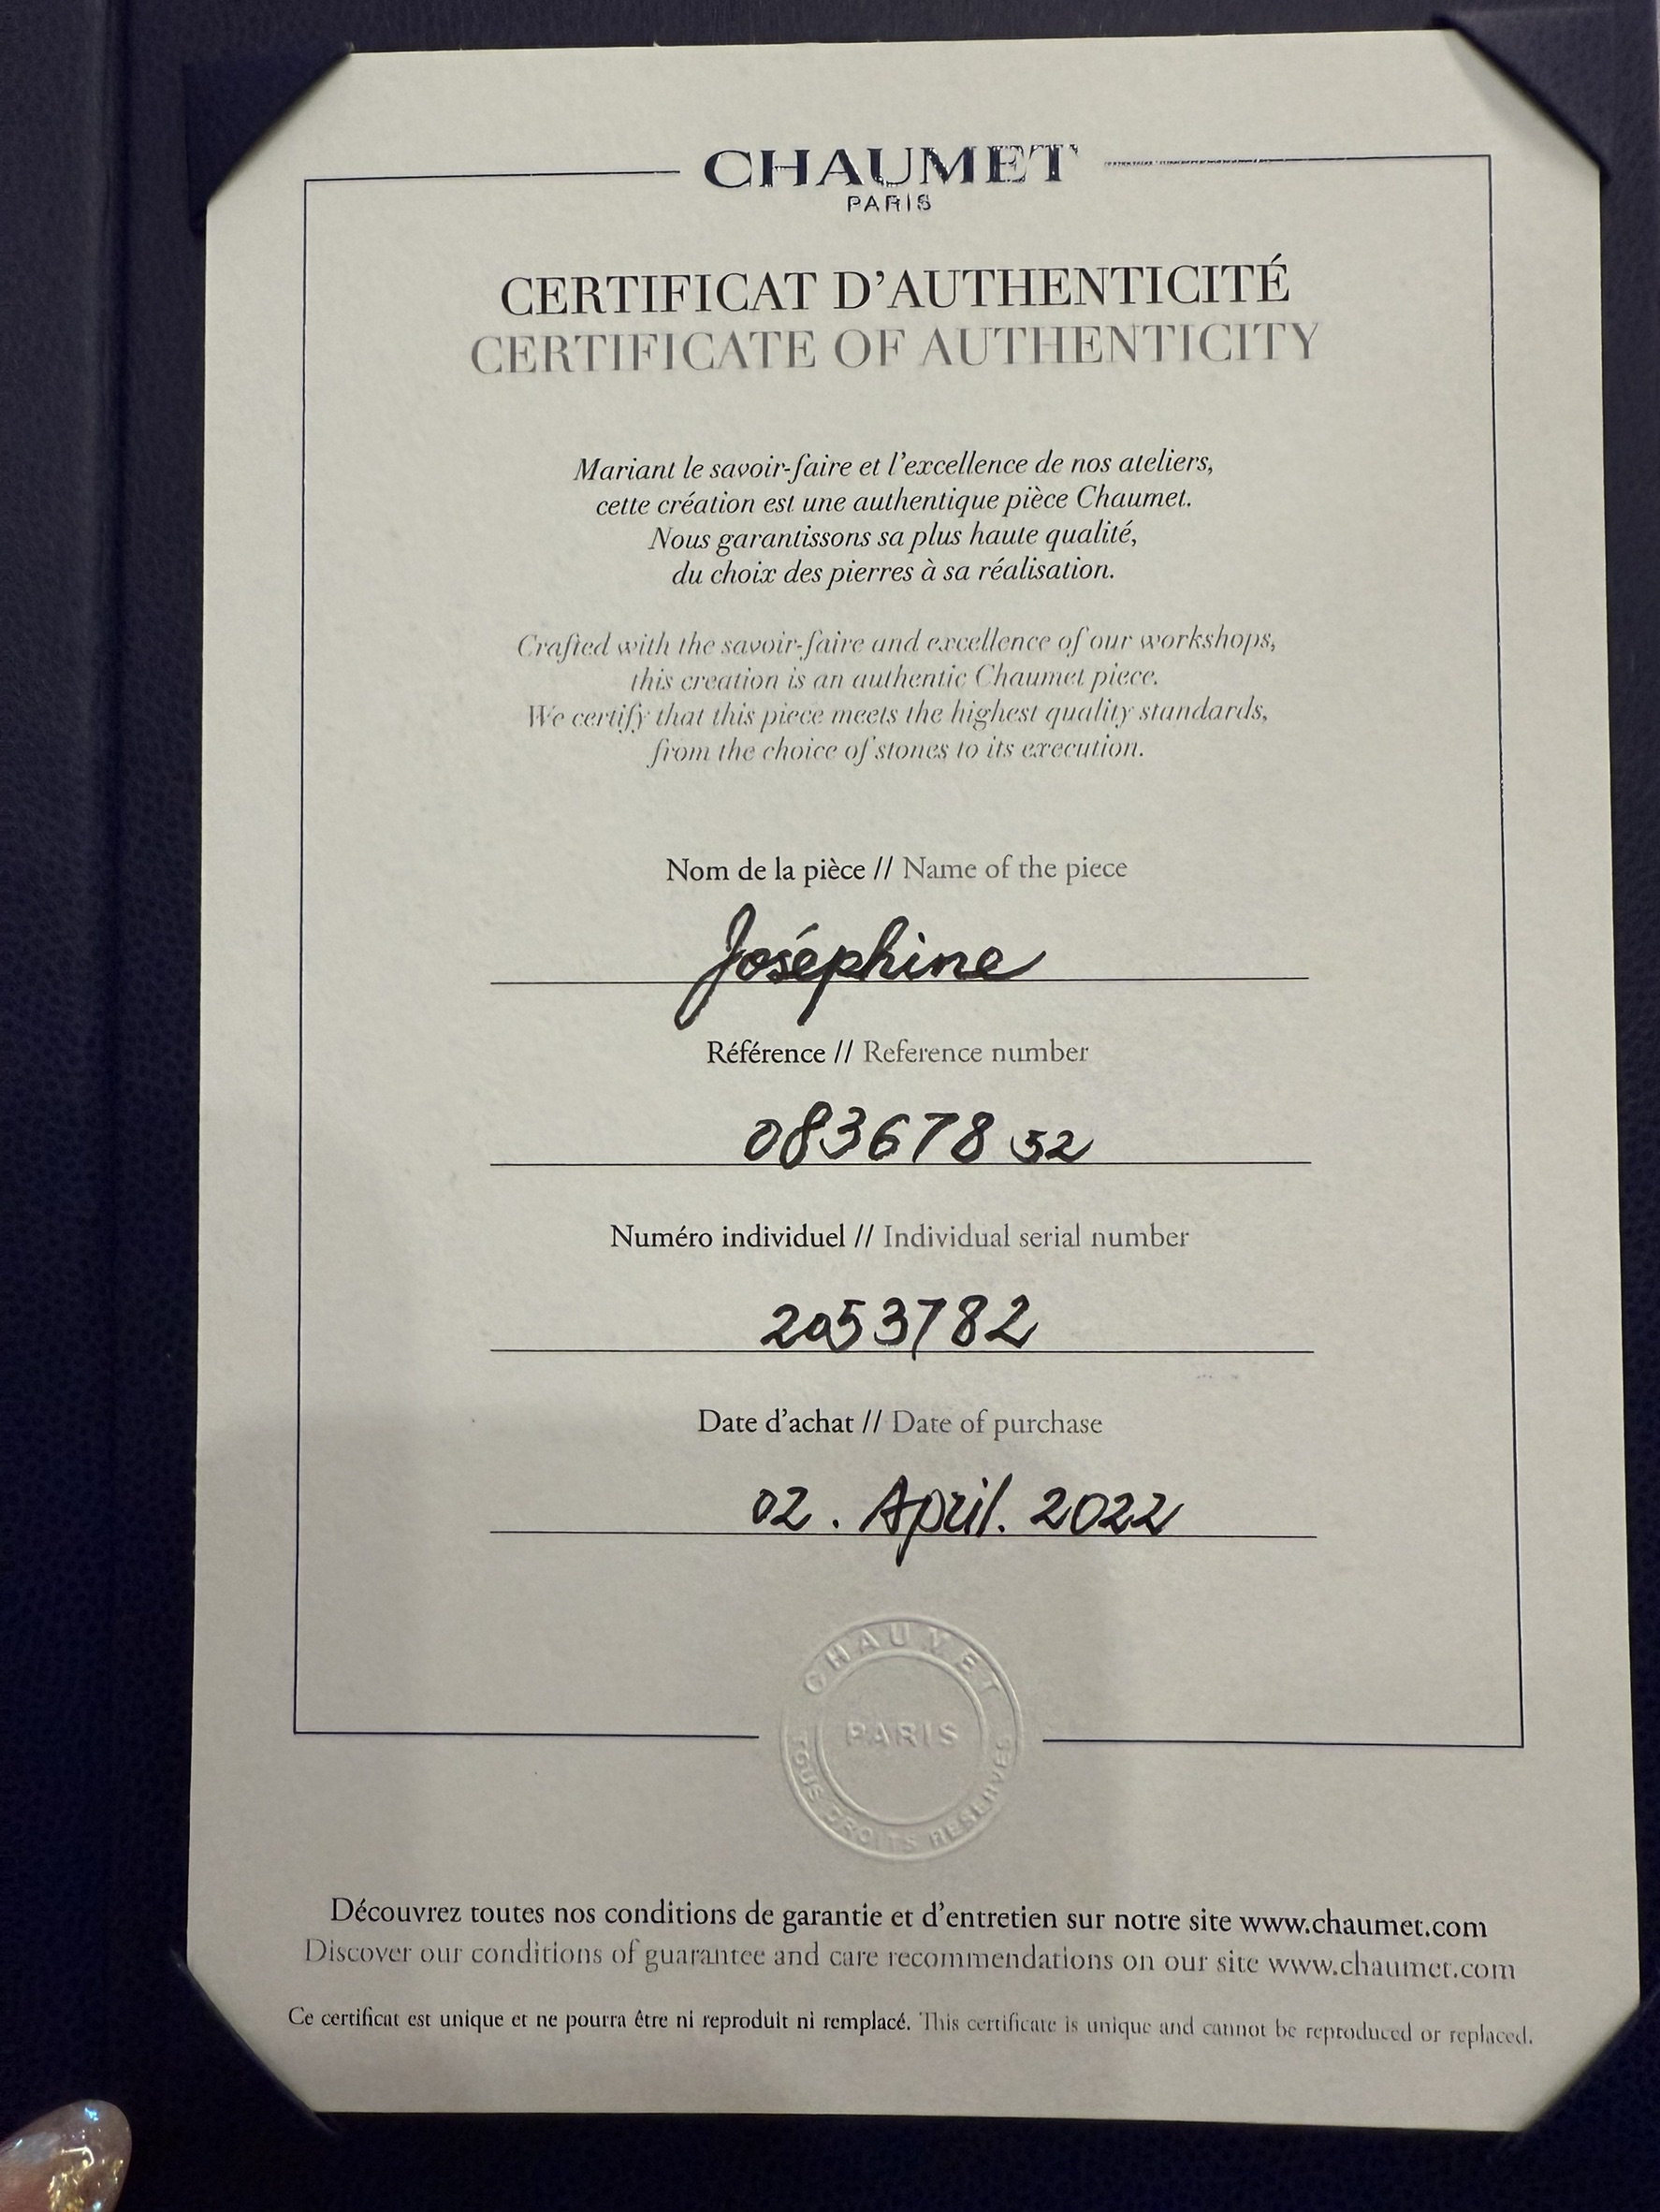 CHAUMET
PARIS
CERTIFICAT D'AUTHENTICITÉ
CERTIFICATE OF AUTHENTICITY
Mariant le savoir-faire et l'excellence de nos ateliers,
cette création est une authentique pièce Chaumet.
Nous garantissons sa plus haute qualité,
du choix des pierres à sa réalisation.
Crafted with the savoir-faire and excellence of our workshops,
this creation is an authentic Chaumet piece.
We certify that this piece meets the highest quality standards,
from the choice of stones to its execution.
Nom de la pièce // Name of the piece
Joséphine
Référence // Reference number
083678 52
Numéro individuel // Individual serial number
2053782
Date d'achat // Date of purchase
02. April. 2022
CHAUMET
PARIS
TOUS DROITS RESERVES
Découvrez toutes nos conditions de garantie et d'entretien sur notre site www.chaumet.com
Discover our conditions of guarantee and care recommendations on our site www.chaumet.com
Ce certificat est unique et ne pourra être ni reproduit ni remplacé. This certificate is unique and cannot be reproduced or replaced.